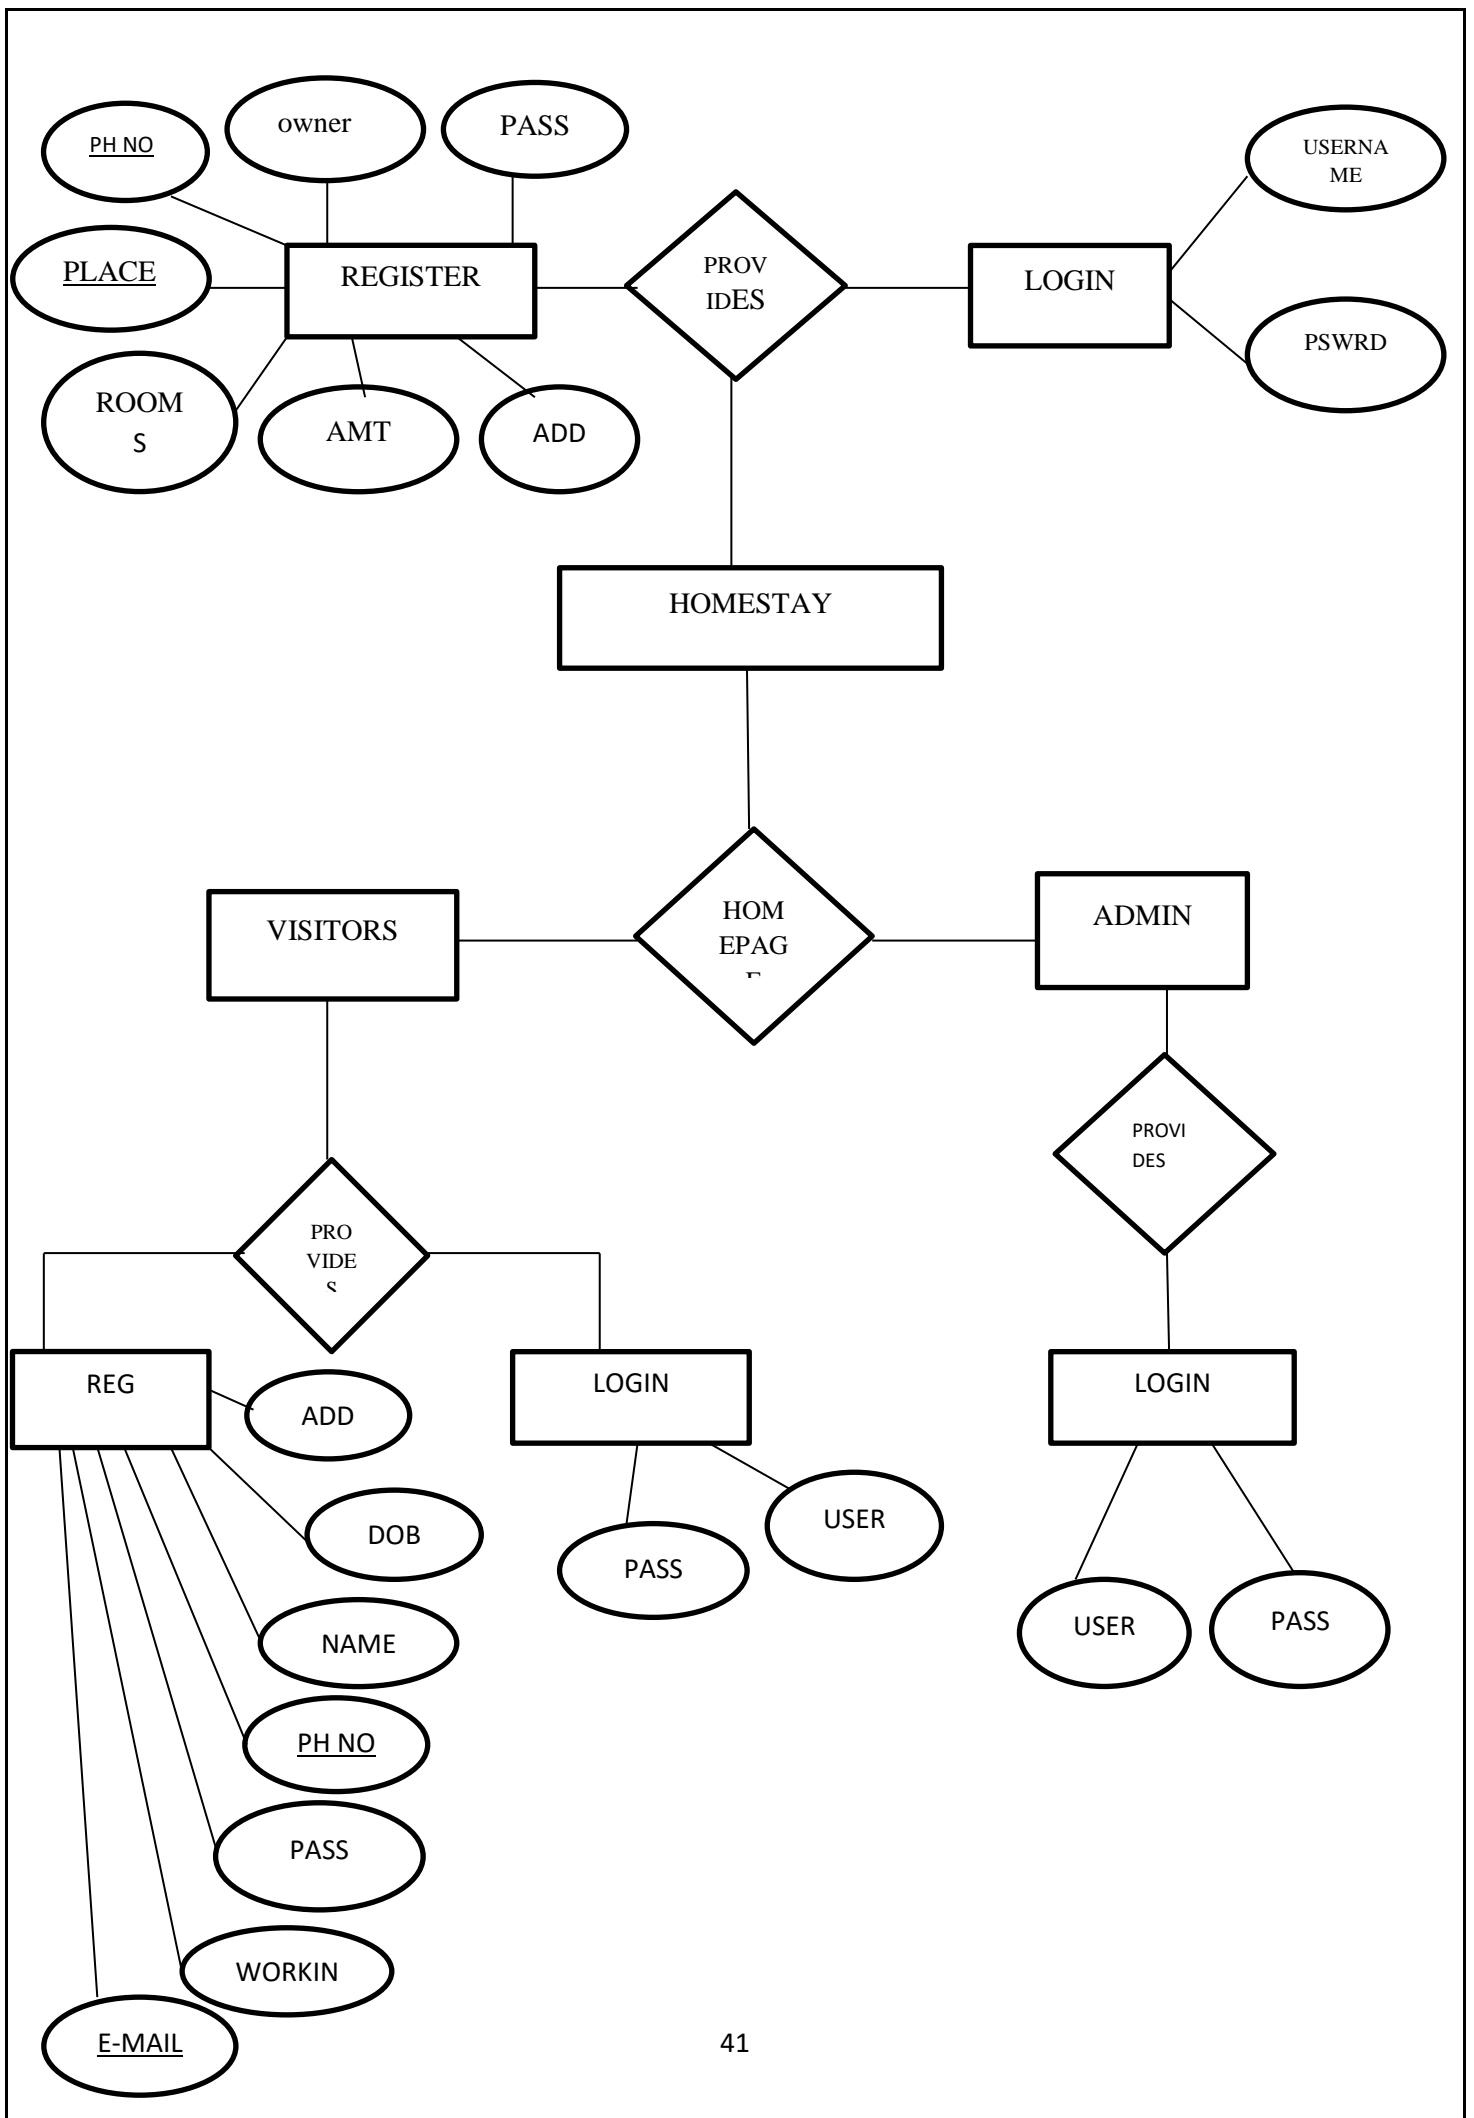 PH NO
owner
PASS
USERNA
ME
PLACE
REGISTER
PROV
IDES
LOGIN
PSWRD
ROOM
S
AMT
ADD
HOMESTAY
VISITORS
HOM
EPAG
E
ADMIN
PROVI
DES
PRO
VIDE
S
REG
ADD
LOGIN
LOGIN
DOB
USER
PASS
NAME
USER
PASS
PH NO
PASS
WORKIN
E-MAIL
41